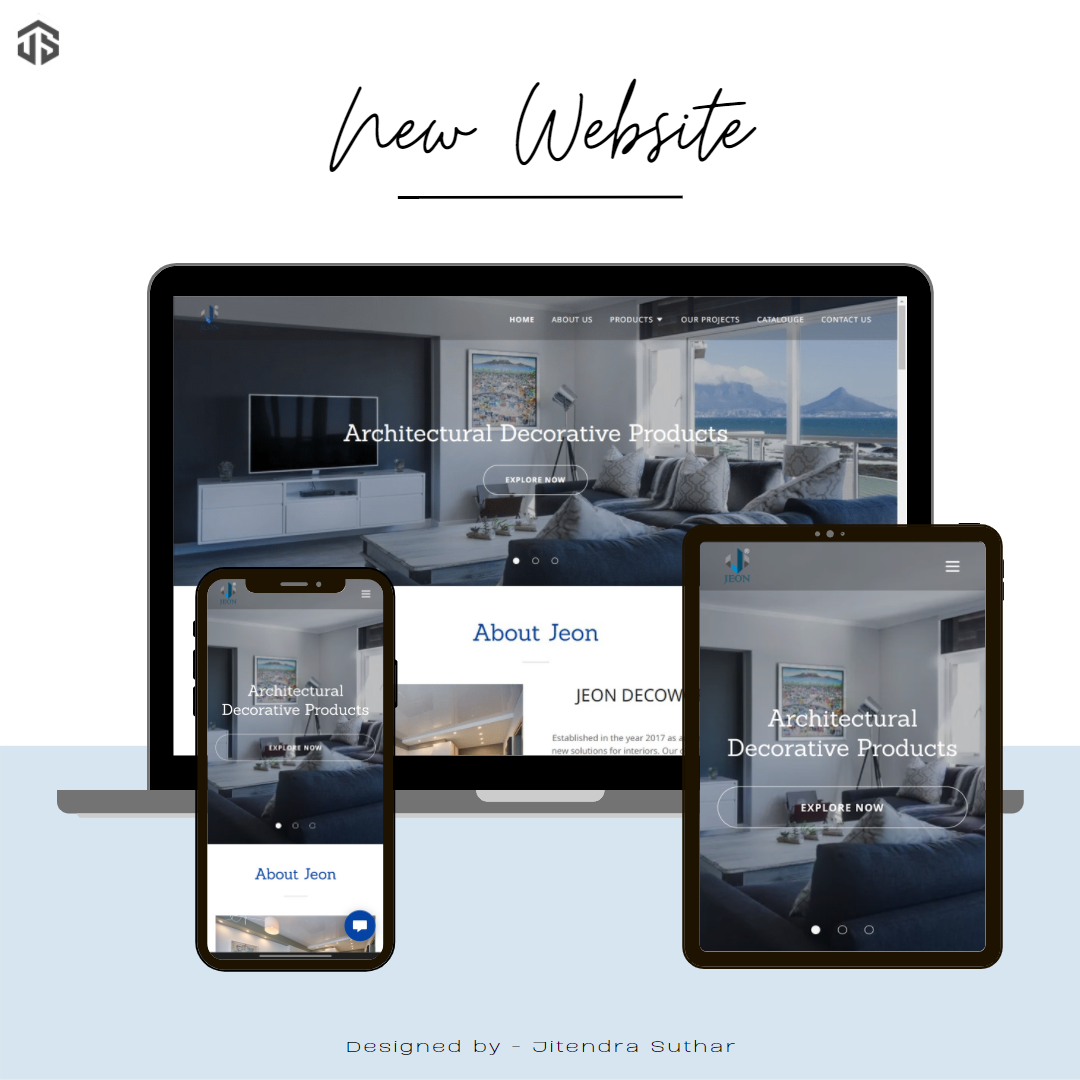 JS
New Website
HOME ABOUT US PRODUCTS OUR PROJECTS CATALOUGE CONTACT US
Architectural Decorative Products
EXPLORE NOW
About Jeon
JEON DECOW
Established in the year 2017 as a
new solutions for interiors. Our
JEON
Architectural
Decorative Products
EXPLORE NOW
About Jeon
JEON
Architectural
Decorative Products
EXPLORE NOW
Designed by - Jitendra Suthar